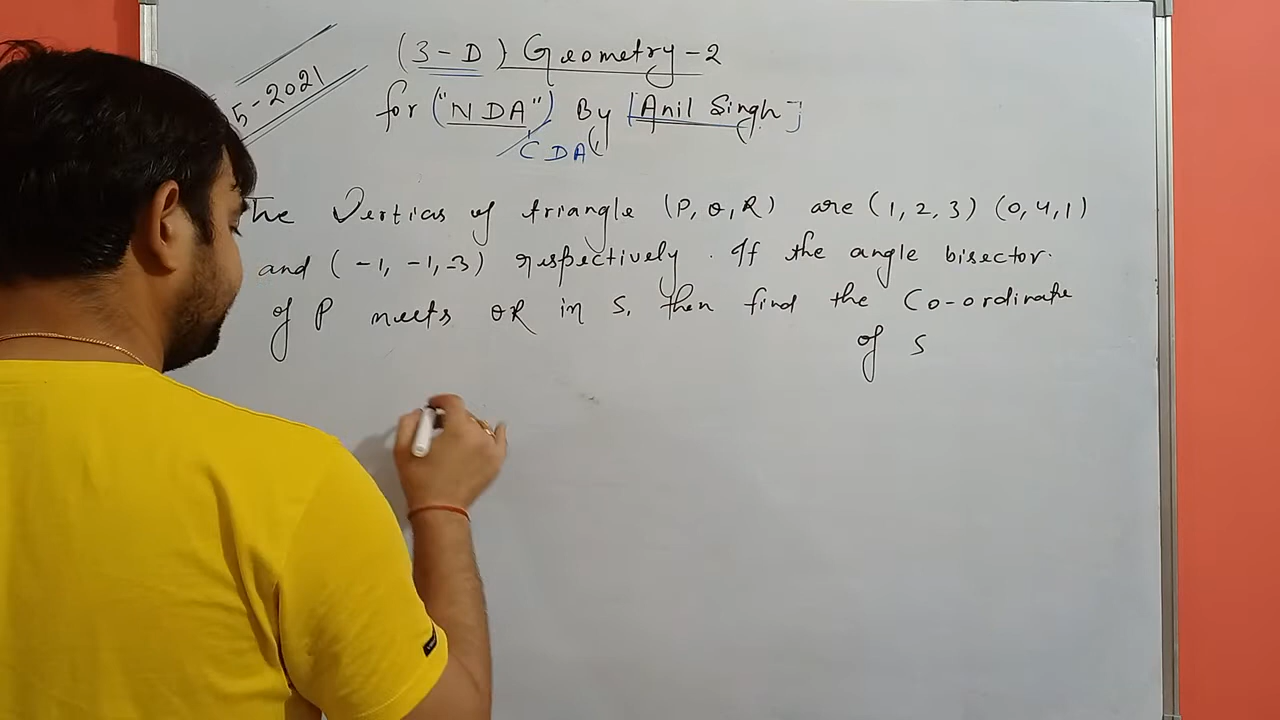 (3-D) Geometry-2
5-2021
for ("NDA") By [Anil Singh]
CDA
The Verticas of triangle (P, Q, R) are (1, 2, 3) (0, 4, 1)
and (-1, -1, -3) respectively. If the angle bisector.
of P meets QR in S, then find the Co-ordinate
of S